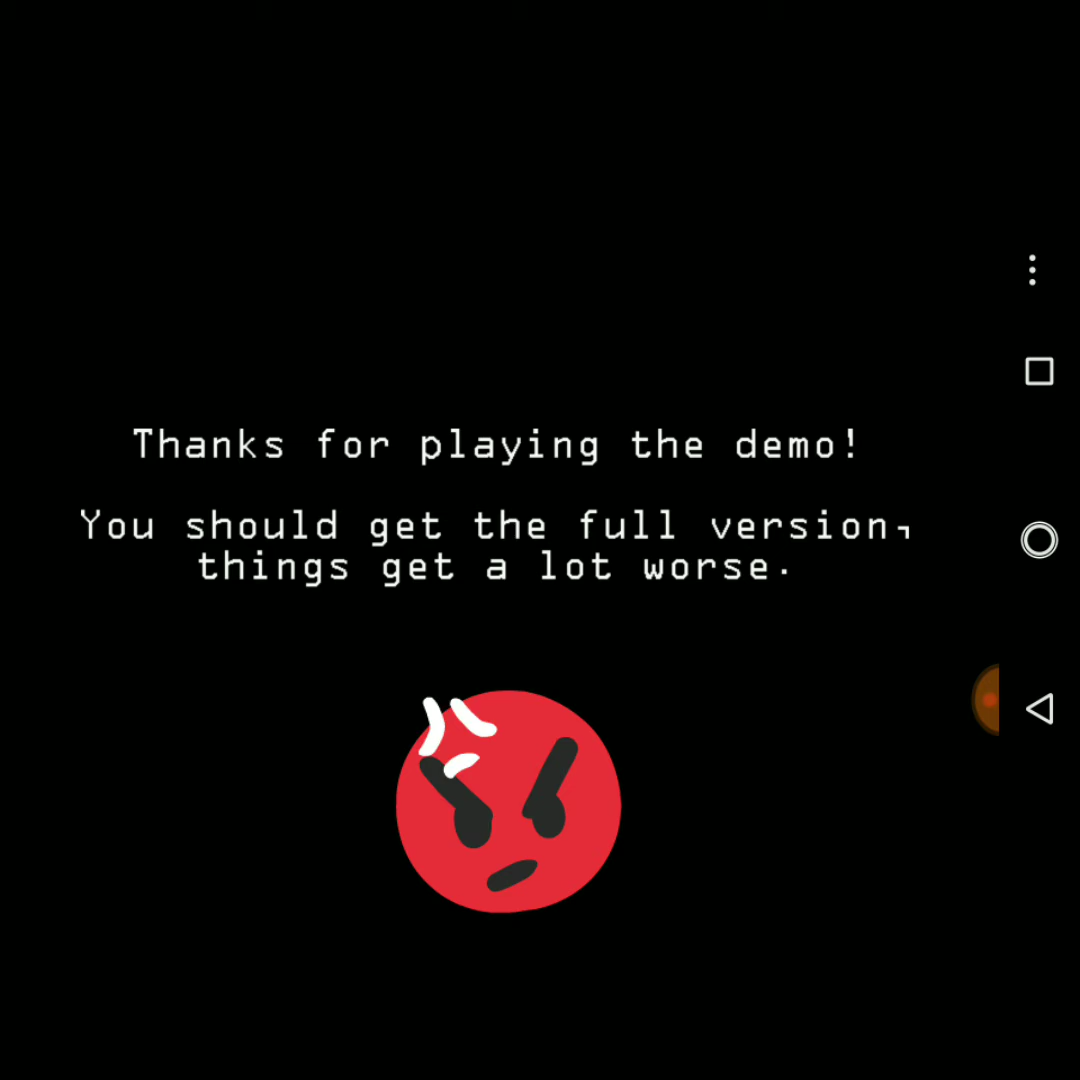 Thanks for playing the demo!
You should get the full version,
things get a lot worse.